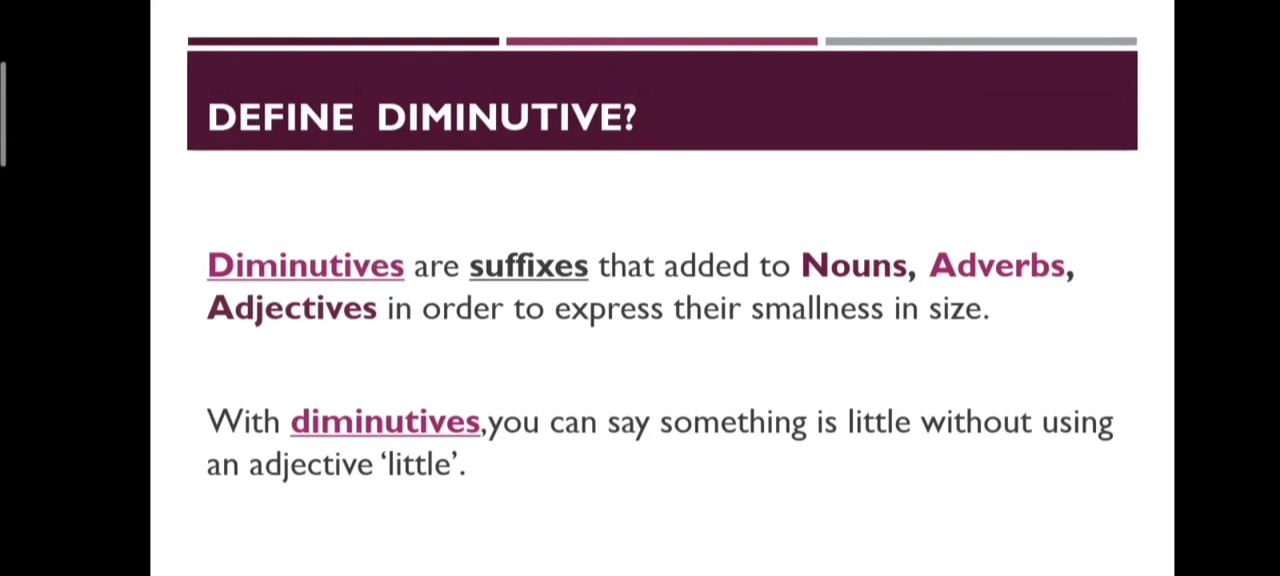 DEFINE DIMINUTIVE?
Diminutives are suffixes that added to Nouns, Adverbs,
Adjectives in order to express their smallness in size.
With diminutives,you can say something is little without using
an adjective ‘little’.